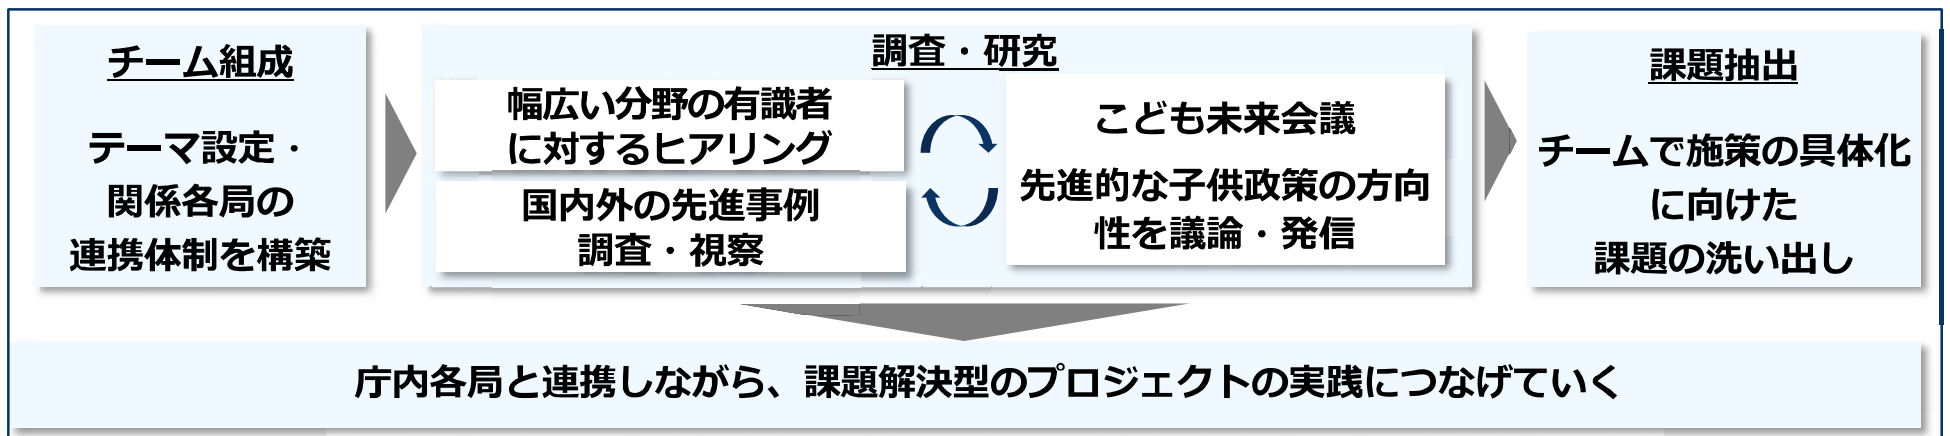 チーム組成
テーマ設定・
関係各局の
連携体制を構築
調査・研究
幅広い分野の有識者
に対するヒアリング
国内外の先進事例
調査・視察
こども未来会議
先進的な子供政策の方向
性を議論・発信
課題抽出
チームで施策の具体化
に向けた
課題の洗い出し
庁内各局と連携しながら、課題解決型のプロジェクトの実践につなげていく